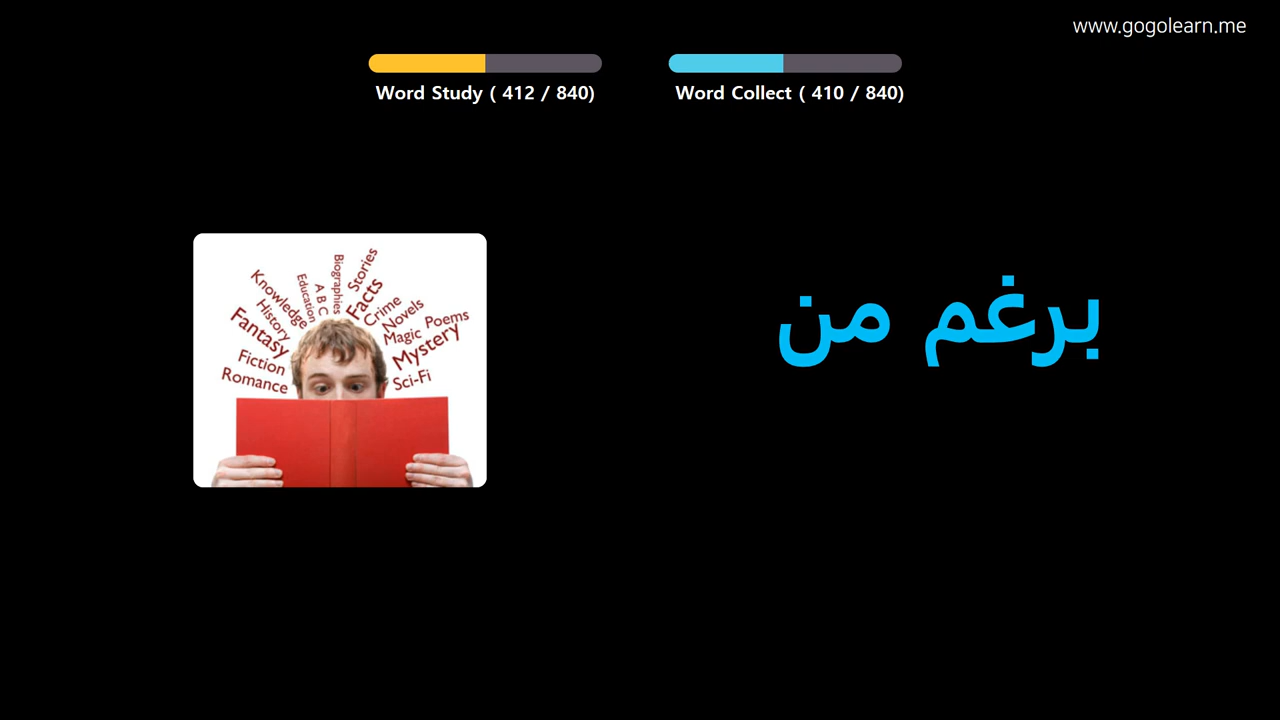 www.gogolearn.me
Word Study ( 412 / 840)
Word Collect ( 410 / 840)
Knowledge
History
Fantasy
Fiction
Romance
Education
A B C
Biographies
Stories
Facts
Crime
Novels
Magic
Poems
Mystery
Sci-Fi
برغم من